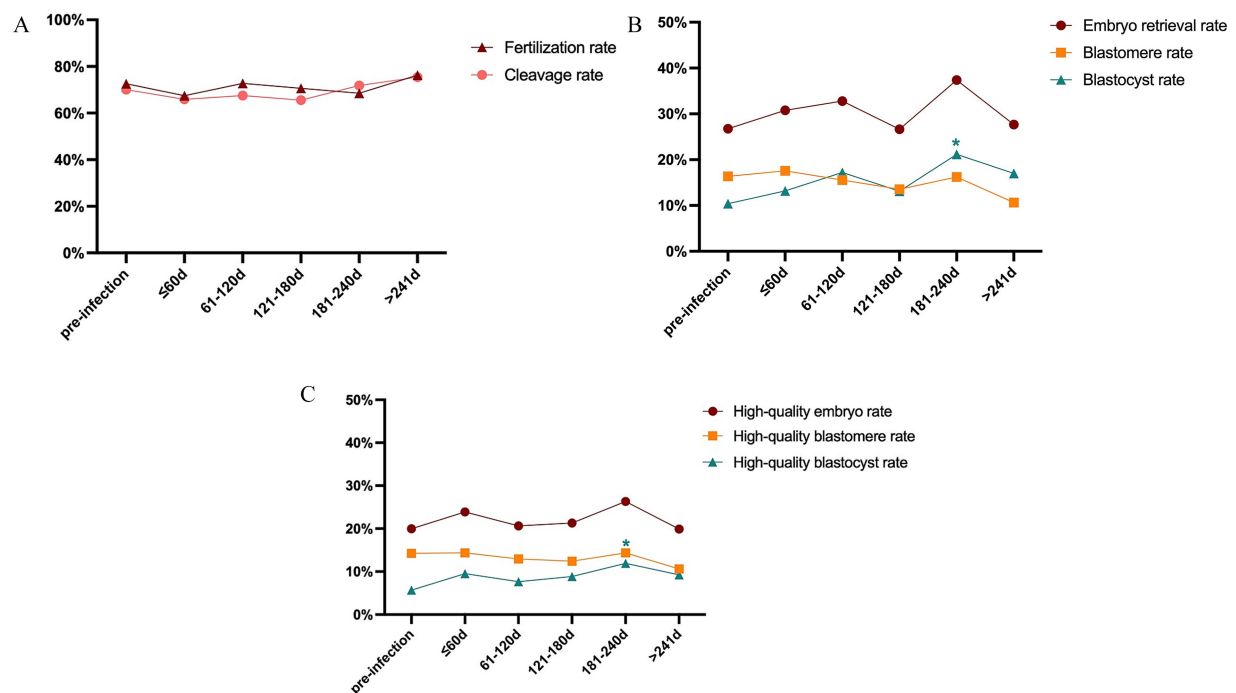 A
100%
80%
60%
40%
20%
0%
pre-infection
≤60d
61-120d
121-180d
181-240d
>241d
Fertilization rate
Cleavage rate
B
50%
40%
30%
20%
10%
0%
*
pre-infection
≤60d
61-120d
121-180d
181-240d
>241d
Embryo retrieval rate
Blastomere rate
Blastocyst rate
C
50%
40%
30%
20%
10%
0%
*
pre-infection
≤60d
61-120d
121-180d
181-240d
>241d
High-quality embryo rate
High-quality blastomere rate
High-quality blastocyst rate